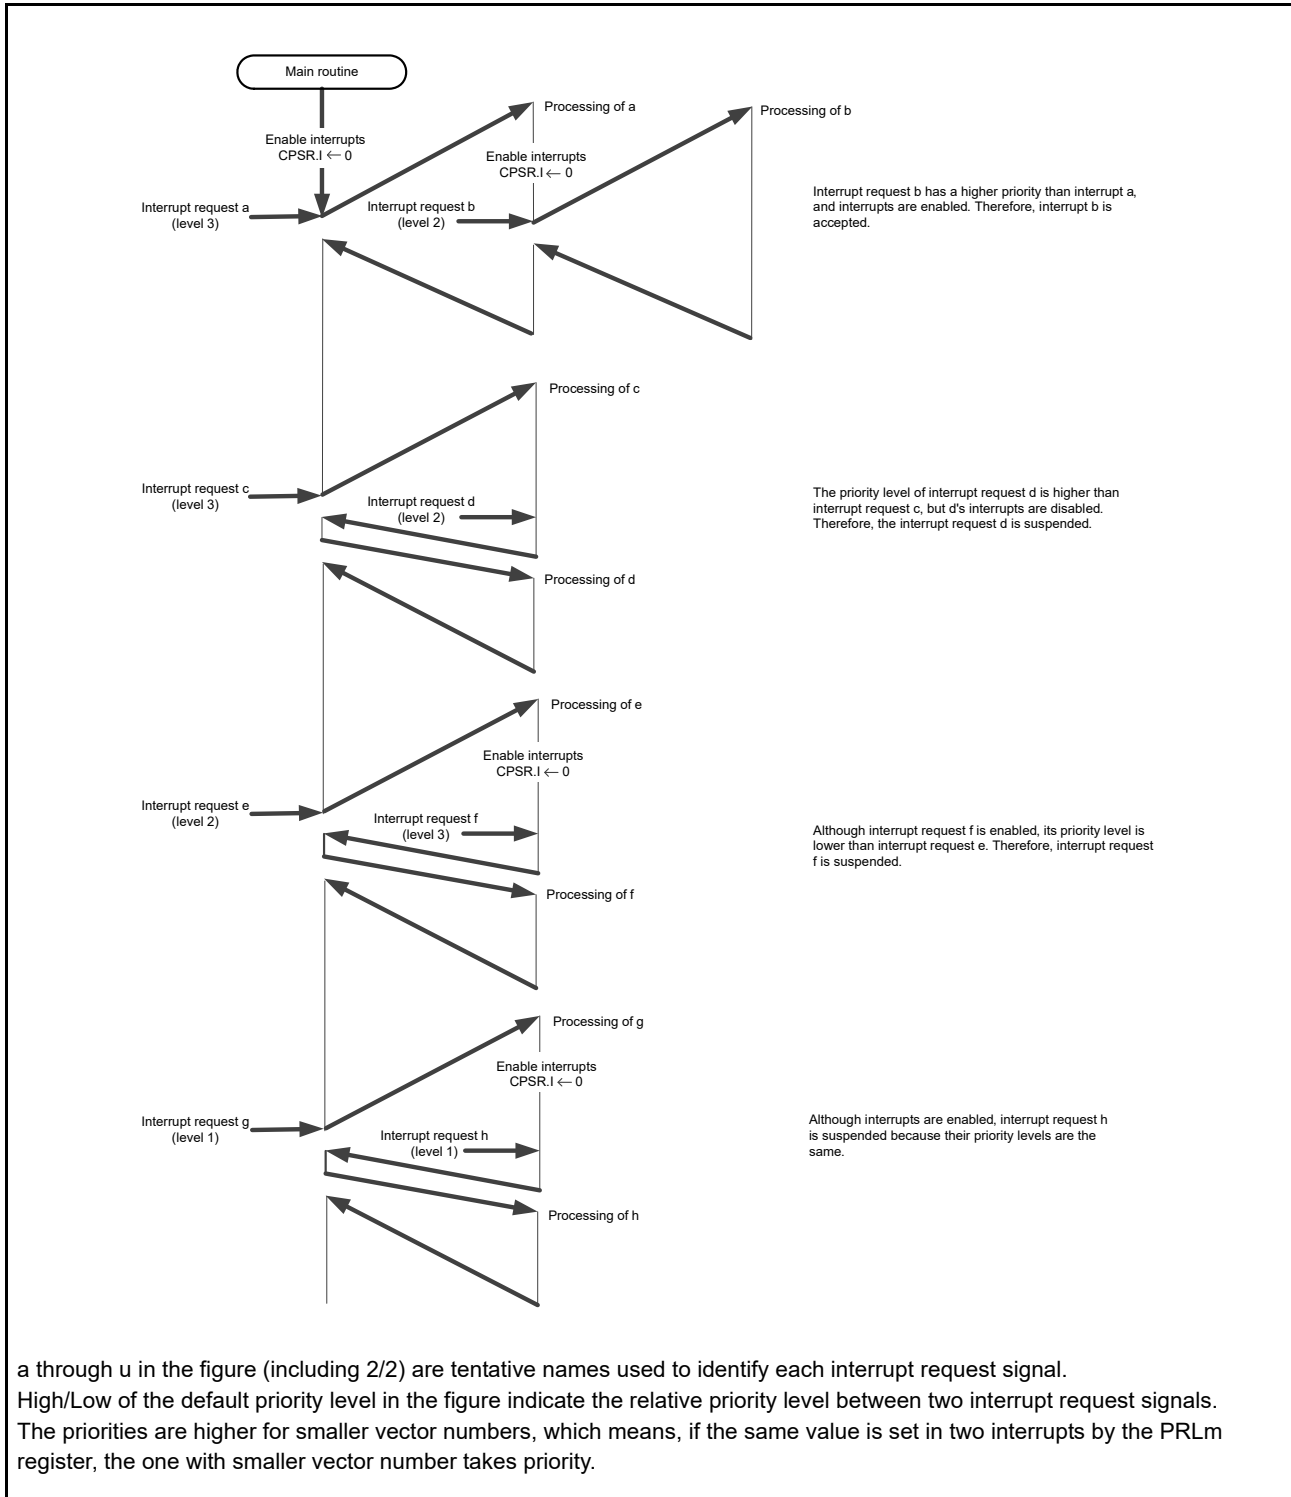 Main routine
Processing of a
Processing of b
Enable interrupts
CPSR.I ← 0
Enable interrupts
CPSR.I ← 0
Interrupt request a
(level 3)
Interrupt request b
(level 2)
Interrupt request b has a higher priority than interrupt a,
and interrupts are enabled. Therefore, interrupt b is
accepted.
Processing of c
Interrupt request c
(level 3)
Interrupt request d
(level 2)
The priority level of interrupt request d is higher than
interrupt request c, but d's interrupts are disabled.
Therefore, the interrupt request d is suspended.
Processing of d
Processing of e
Enable interrupts
CPSR.I ← 0
Interrupt request e
(level 2)
Interrupt request f
(level 3)
Although interrupt request f is enabled, its priority level is
lower than interrupt request e. Therefore, interrupt request
f is suspended.
Processing of f
Processing of g
Enable interrupts
CPSR.I ← 0
Interrupt request g
(level 1)
Interrupt request h
(level 1)
Although interrupts are enabled, interrupt request h
is suspended because their priority levels are the
same.
Processing of h
a through u in the figure (including 2/2) are tentative names used to identify each interrupt request signal.
High/Low of the default priority level in the figure indicate the relative priority level between two interrupt request signals.
The priorities are higher for smaller vector numbers, which means, if the same value is set in two interrupts by the PRLm
register, the one with smaller vector number takes priority.